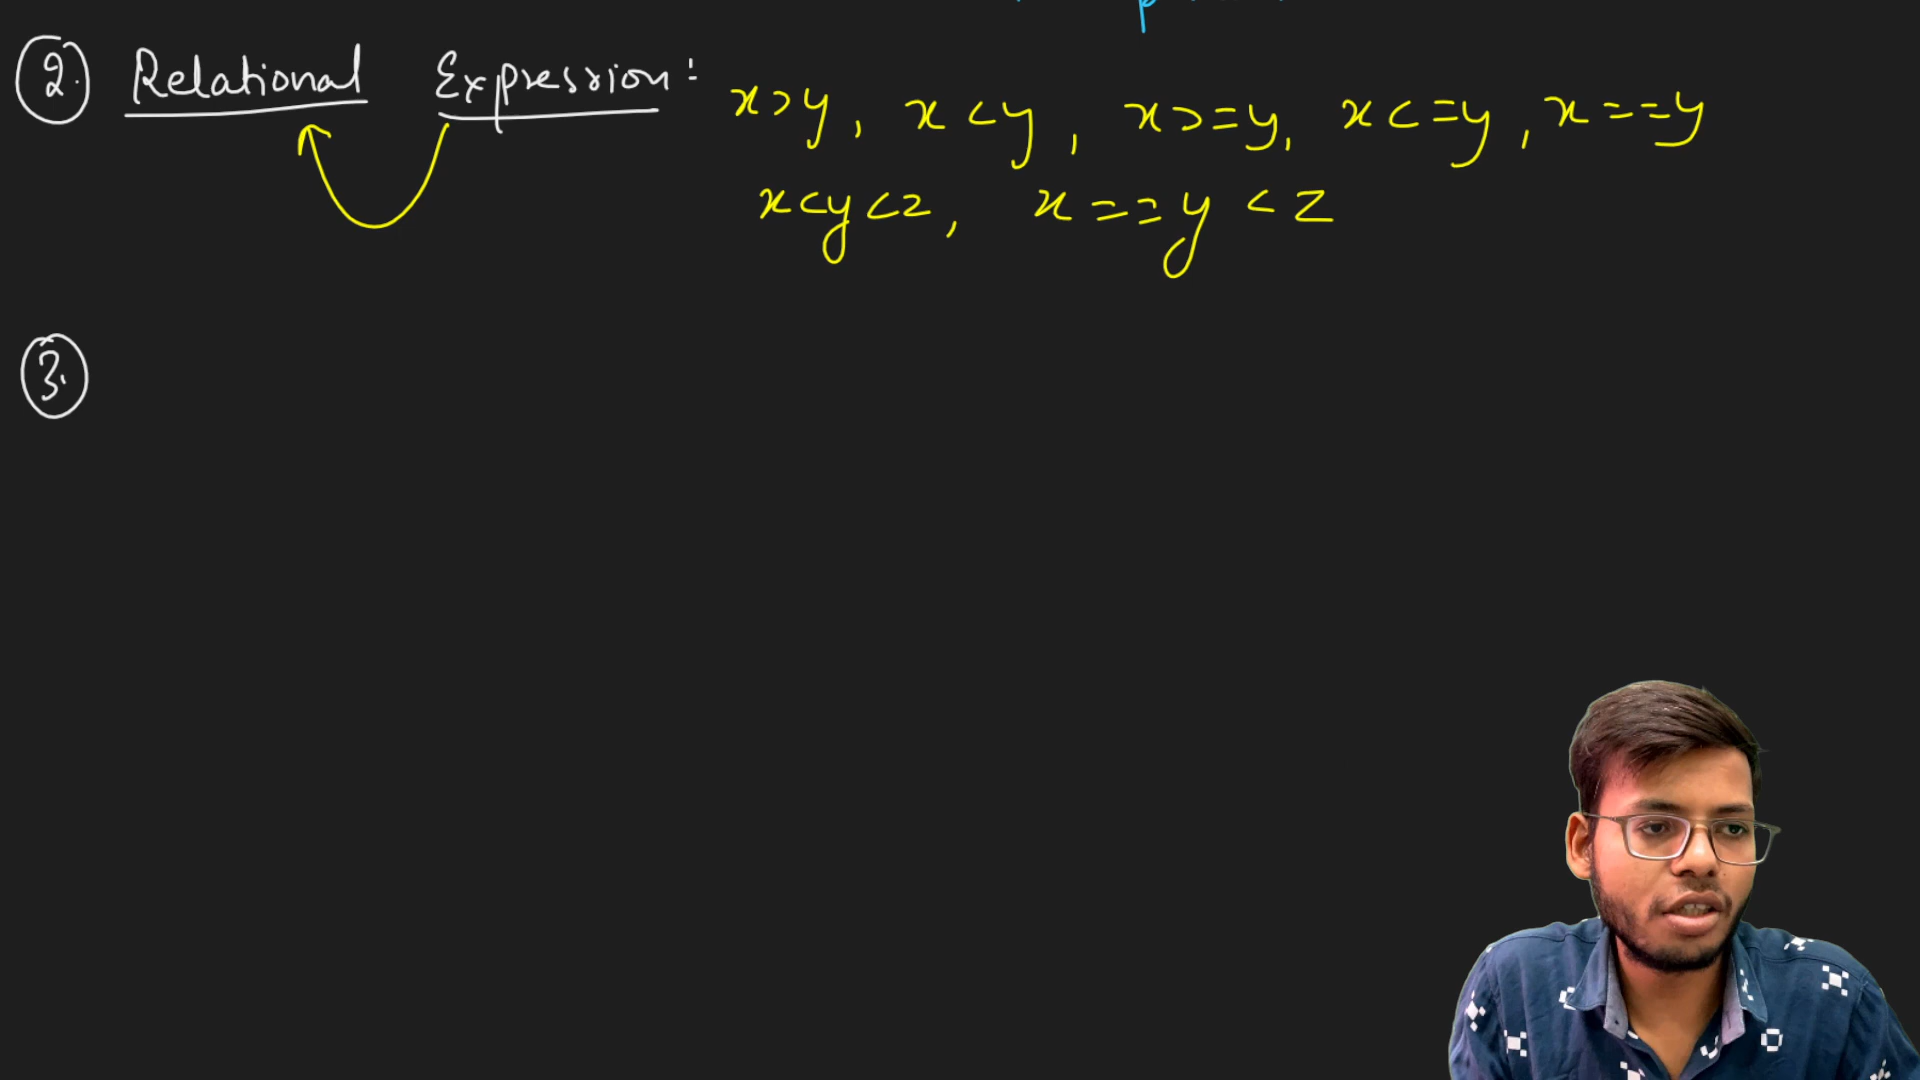 2. Relational Expression: x>y, x<y, x>=y, x<=y, x==y
x<y<z, x==y<z
3.